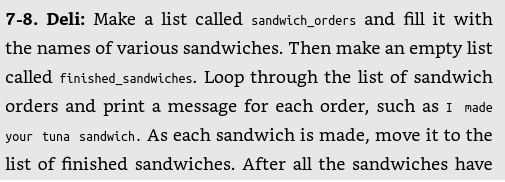 7-8. Deli: Make a list called sandwich_orders and fill it with
the names of various sandwiches. Then make an empty list
called finished_sandwiches. Loop through the list of sandwich
orders and print a message for each order, such as I made
your tuna sandwich. As each sandwich is made, move it to the
list of finished sandwiches. After all the sandwiches have